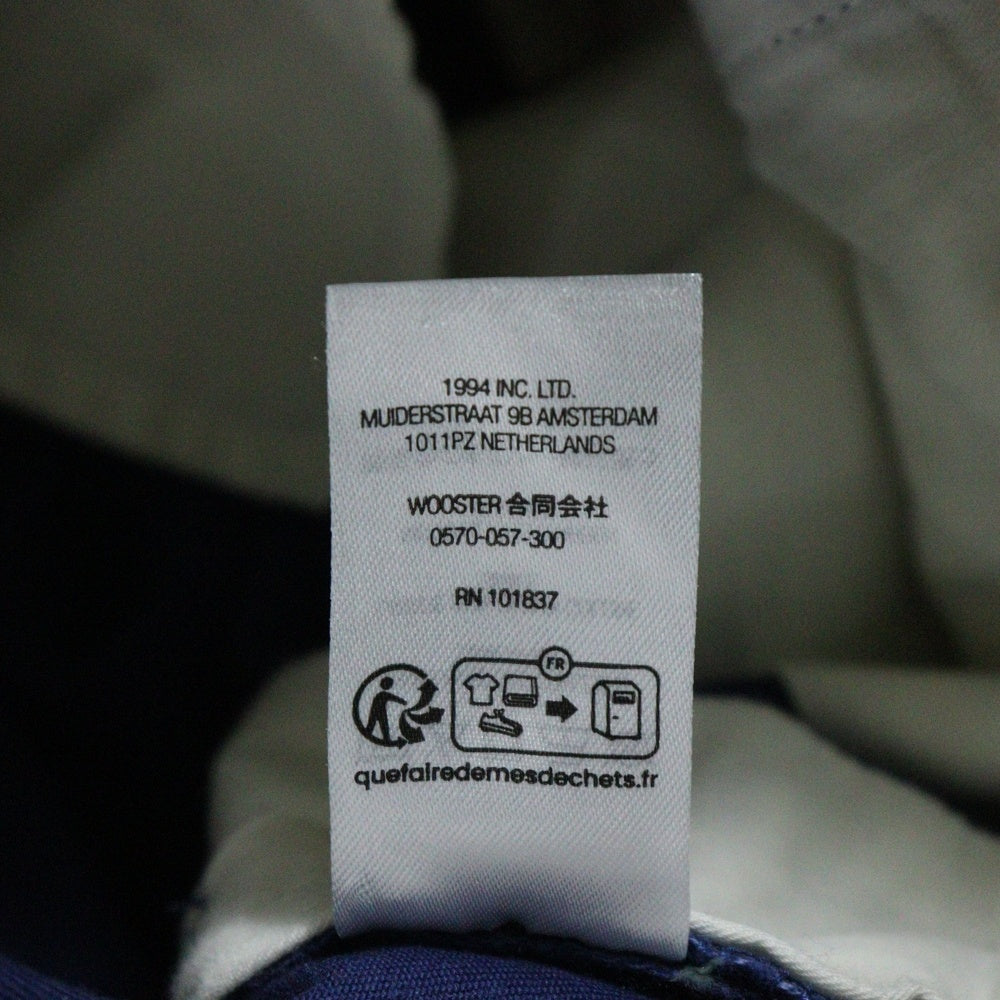 1994 INC. LTD.
MUIDERSTRAAT 9B AMSTERDAM
1011PZ NETHERLANDS
WOOSTER 合同会社
0570-057-300
RN 101837
FR
quefairedemesdechets.fr